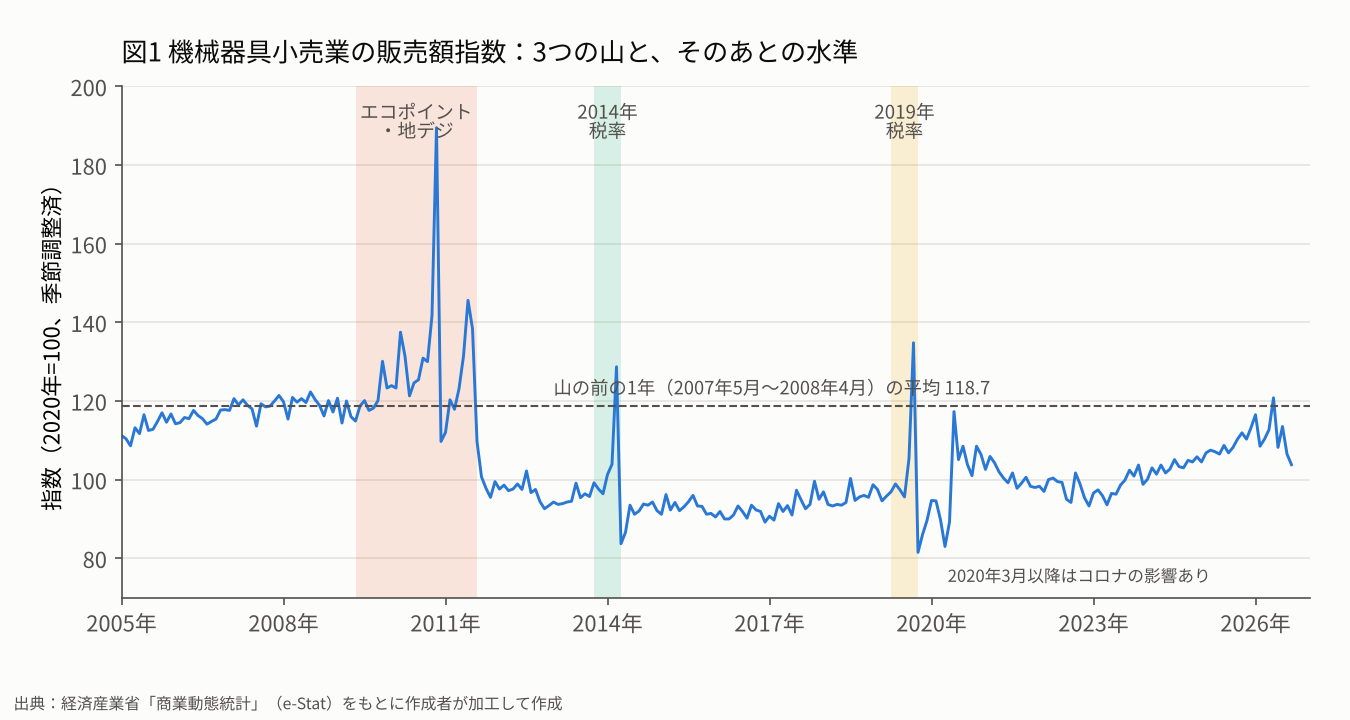 図1 機械器具小売業の販売額指数：3つの山と、そのあとの水準
指数（2020年=100、季節調整済）
200
180
160
140
120
100
80
エコポイント
・地デジ
2014年
税率
2019年
税率
山の前の1年（2007年5月～2008年4月）の平均 118.7
2020年3月以降はコロナの影響あり
2005年
2008年
2011年
2014年
2017年
2020年
2023年
2026年
出典：経済産業省「商業動態統計」（e-Stat）をもとに作成者が加工して作成